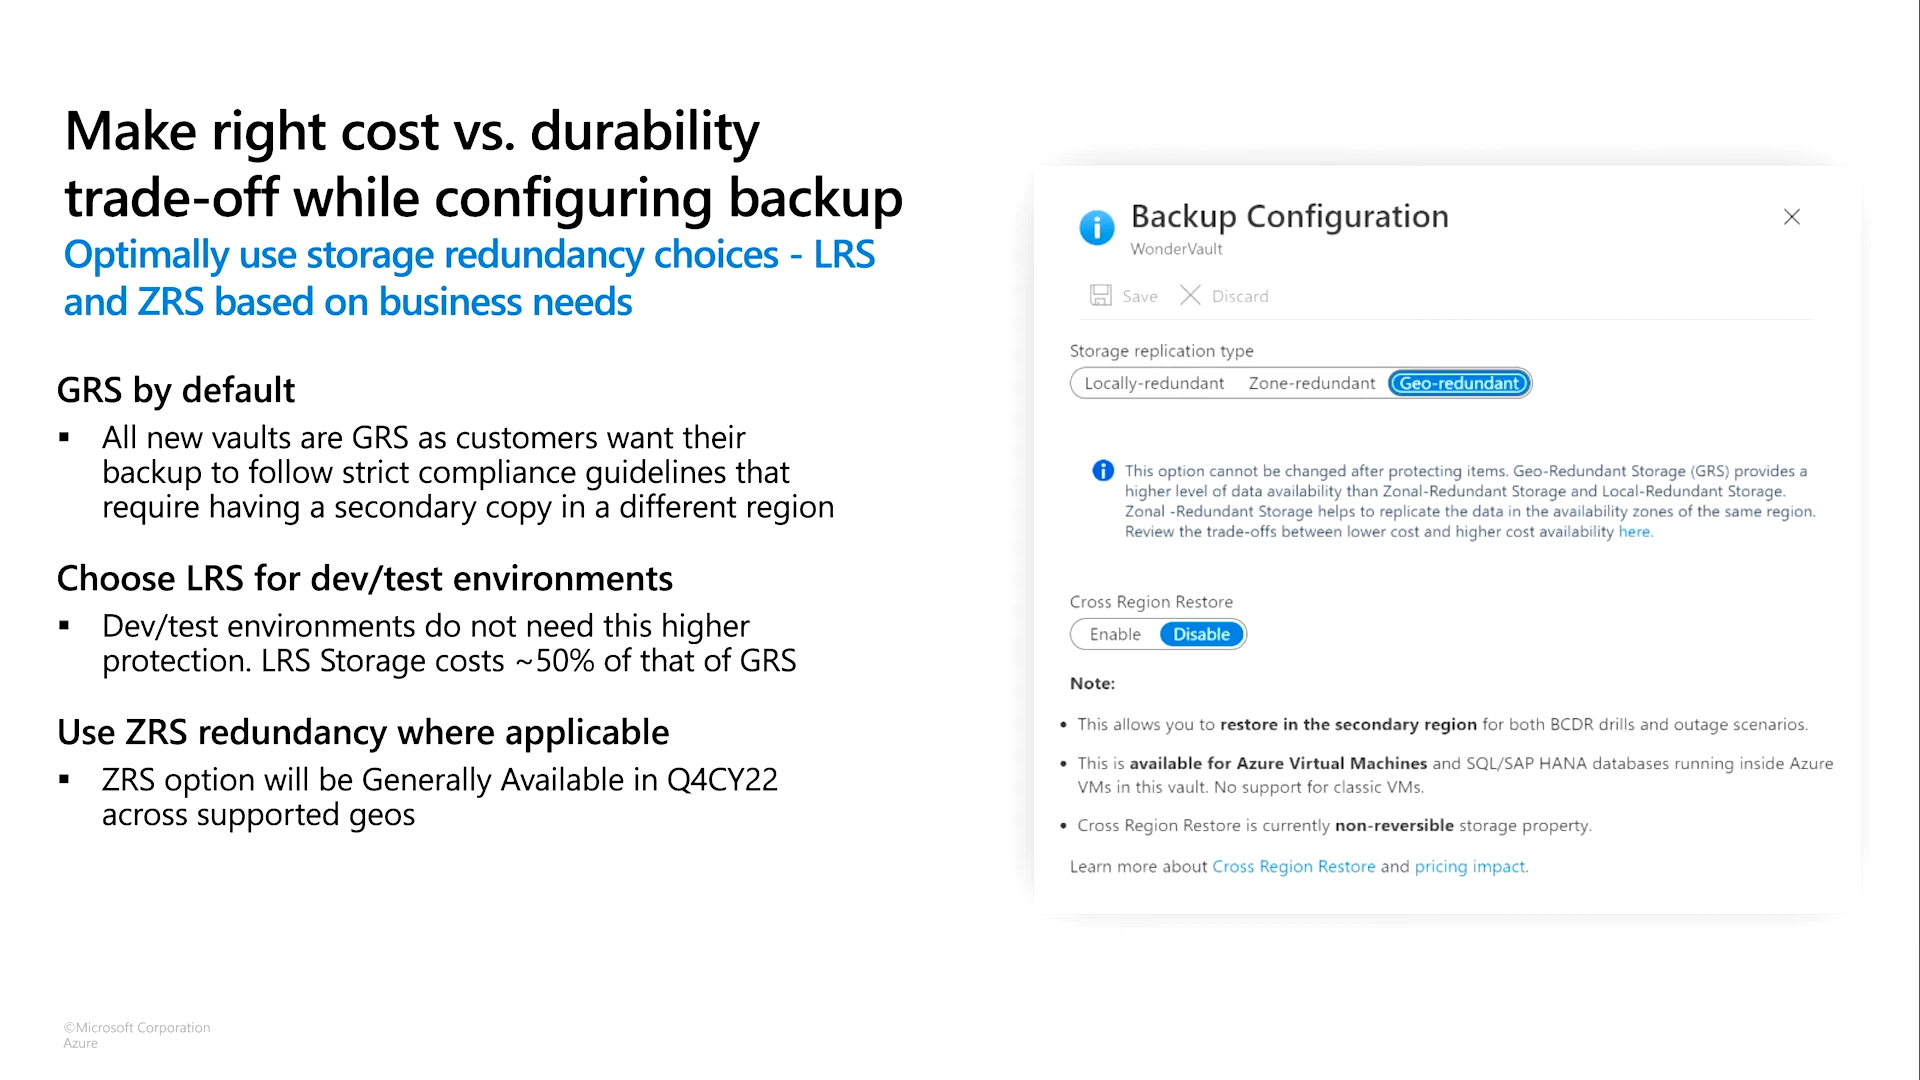 Make right cost vs. durability
trade-off while configuring backup
Optimally use storage redundancy choices - LRS
and ZRS based on business needs
GRS by default
▪ All new vaults are GRS as customers want their
backup to follow strict compliance guidelines that
require having a secondary copy in a different region
Choose LRS for dev/test environments
▪ Dev/test environments do not need this higher
protection. LRS Storage costs ~50% of that of GRS
Use ZRS redundancy where applicable
▪ ZRS option will be Generally Available in Q4CY22
across supported geos
Backup Configuration
WonderVault
Save Discard
Storage replication type
Locally-redundant Zone-redundant Geo-redundant
This option cannot be changed after protecting items. Geo-Redundant Storage (GRS) provides a
higher level of data availability than Zonal-Redundant Storage and Local-Redundant Storage.
Zonal -Redundant Storage helps to replicate the data in the availability zones of the same region.
Review the trade-offs between lower cost and higher cost availability here.
Cross Region Restore
Enable Disable
Note:
• This allows you to restore in the secondary region for both BCDR drills and outage scenarios.
• This is available for Azure Virtual Machines and SQL/SAP HANA databases running inside Azure
VMs in this vault. No support for classic VMs.
• Cross Region Restore is currently non-reversible storage property.
Learn more about Cross Region Restore and pricing impact.
©Microsoft Corporation
Azure